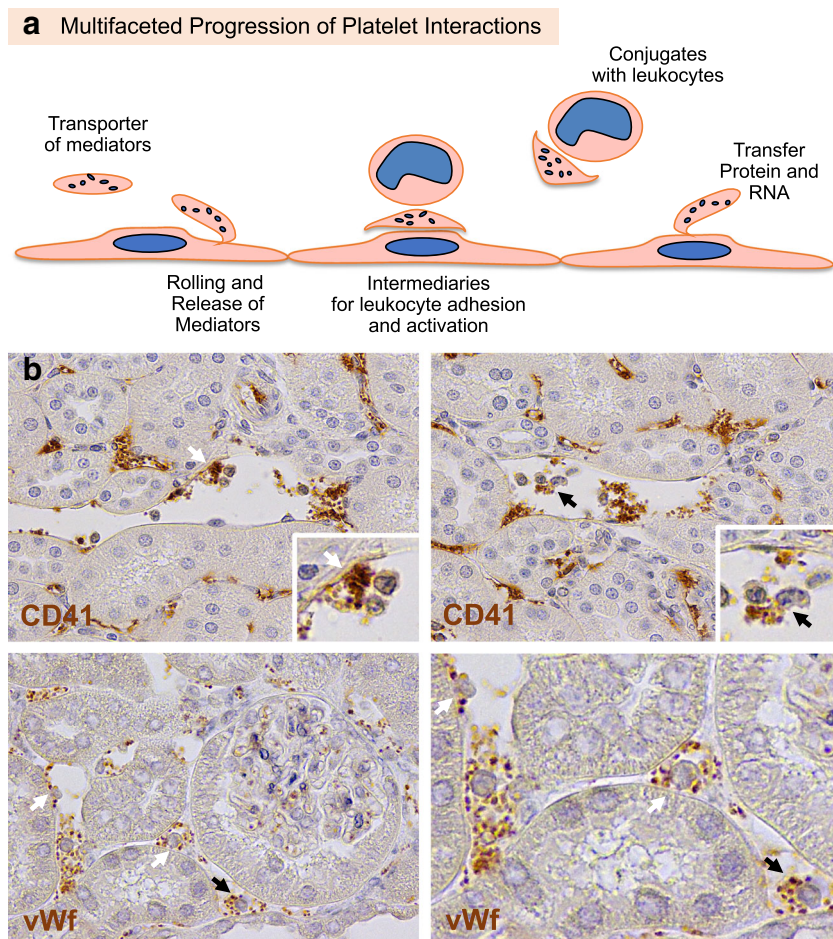 a Multifaceted Progression of Platelet Interactions
Conjugates
with leukocytes
Transporter
of mediators
Transfer
Protein and
RNA
Rolling and
Release of
Mediators
Intermediaries
for leukocyte adhesion
and activation
b
CD41
CD41
vWf
vWf